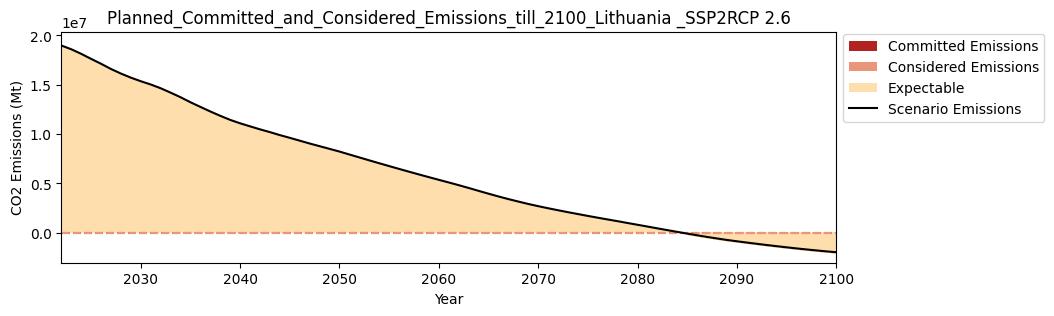 Planned_Committed_and_Considered_Emissions_till_2100_Lithuania _SSP2RCP 2.6
1e7
2.0
1.5
1.0
0.5
0.0
CO2 Emissions (Mt)
2030 2040 2050 2060 2070 2080 2090 2100
Year
Committed Emissions
Considered Emissions
Expectable
Scenario Emissions